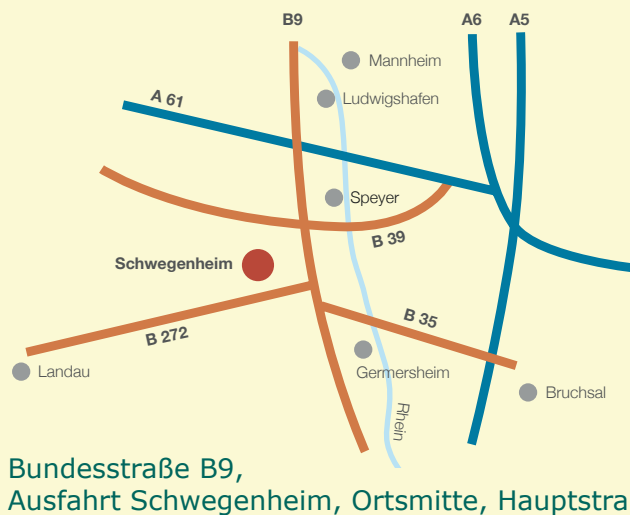 B9
A6
A5
Mannheim
A 61
Ludwigshafen
Speyer
B 39
Schwegenheim
B 35
B 272
Germersheim
Landau
Bruchsal
Rhein
Bundesstraße B9,
Ausfahrt Schwegenheim, Ortsmitte, Hauptstra